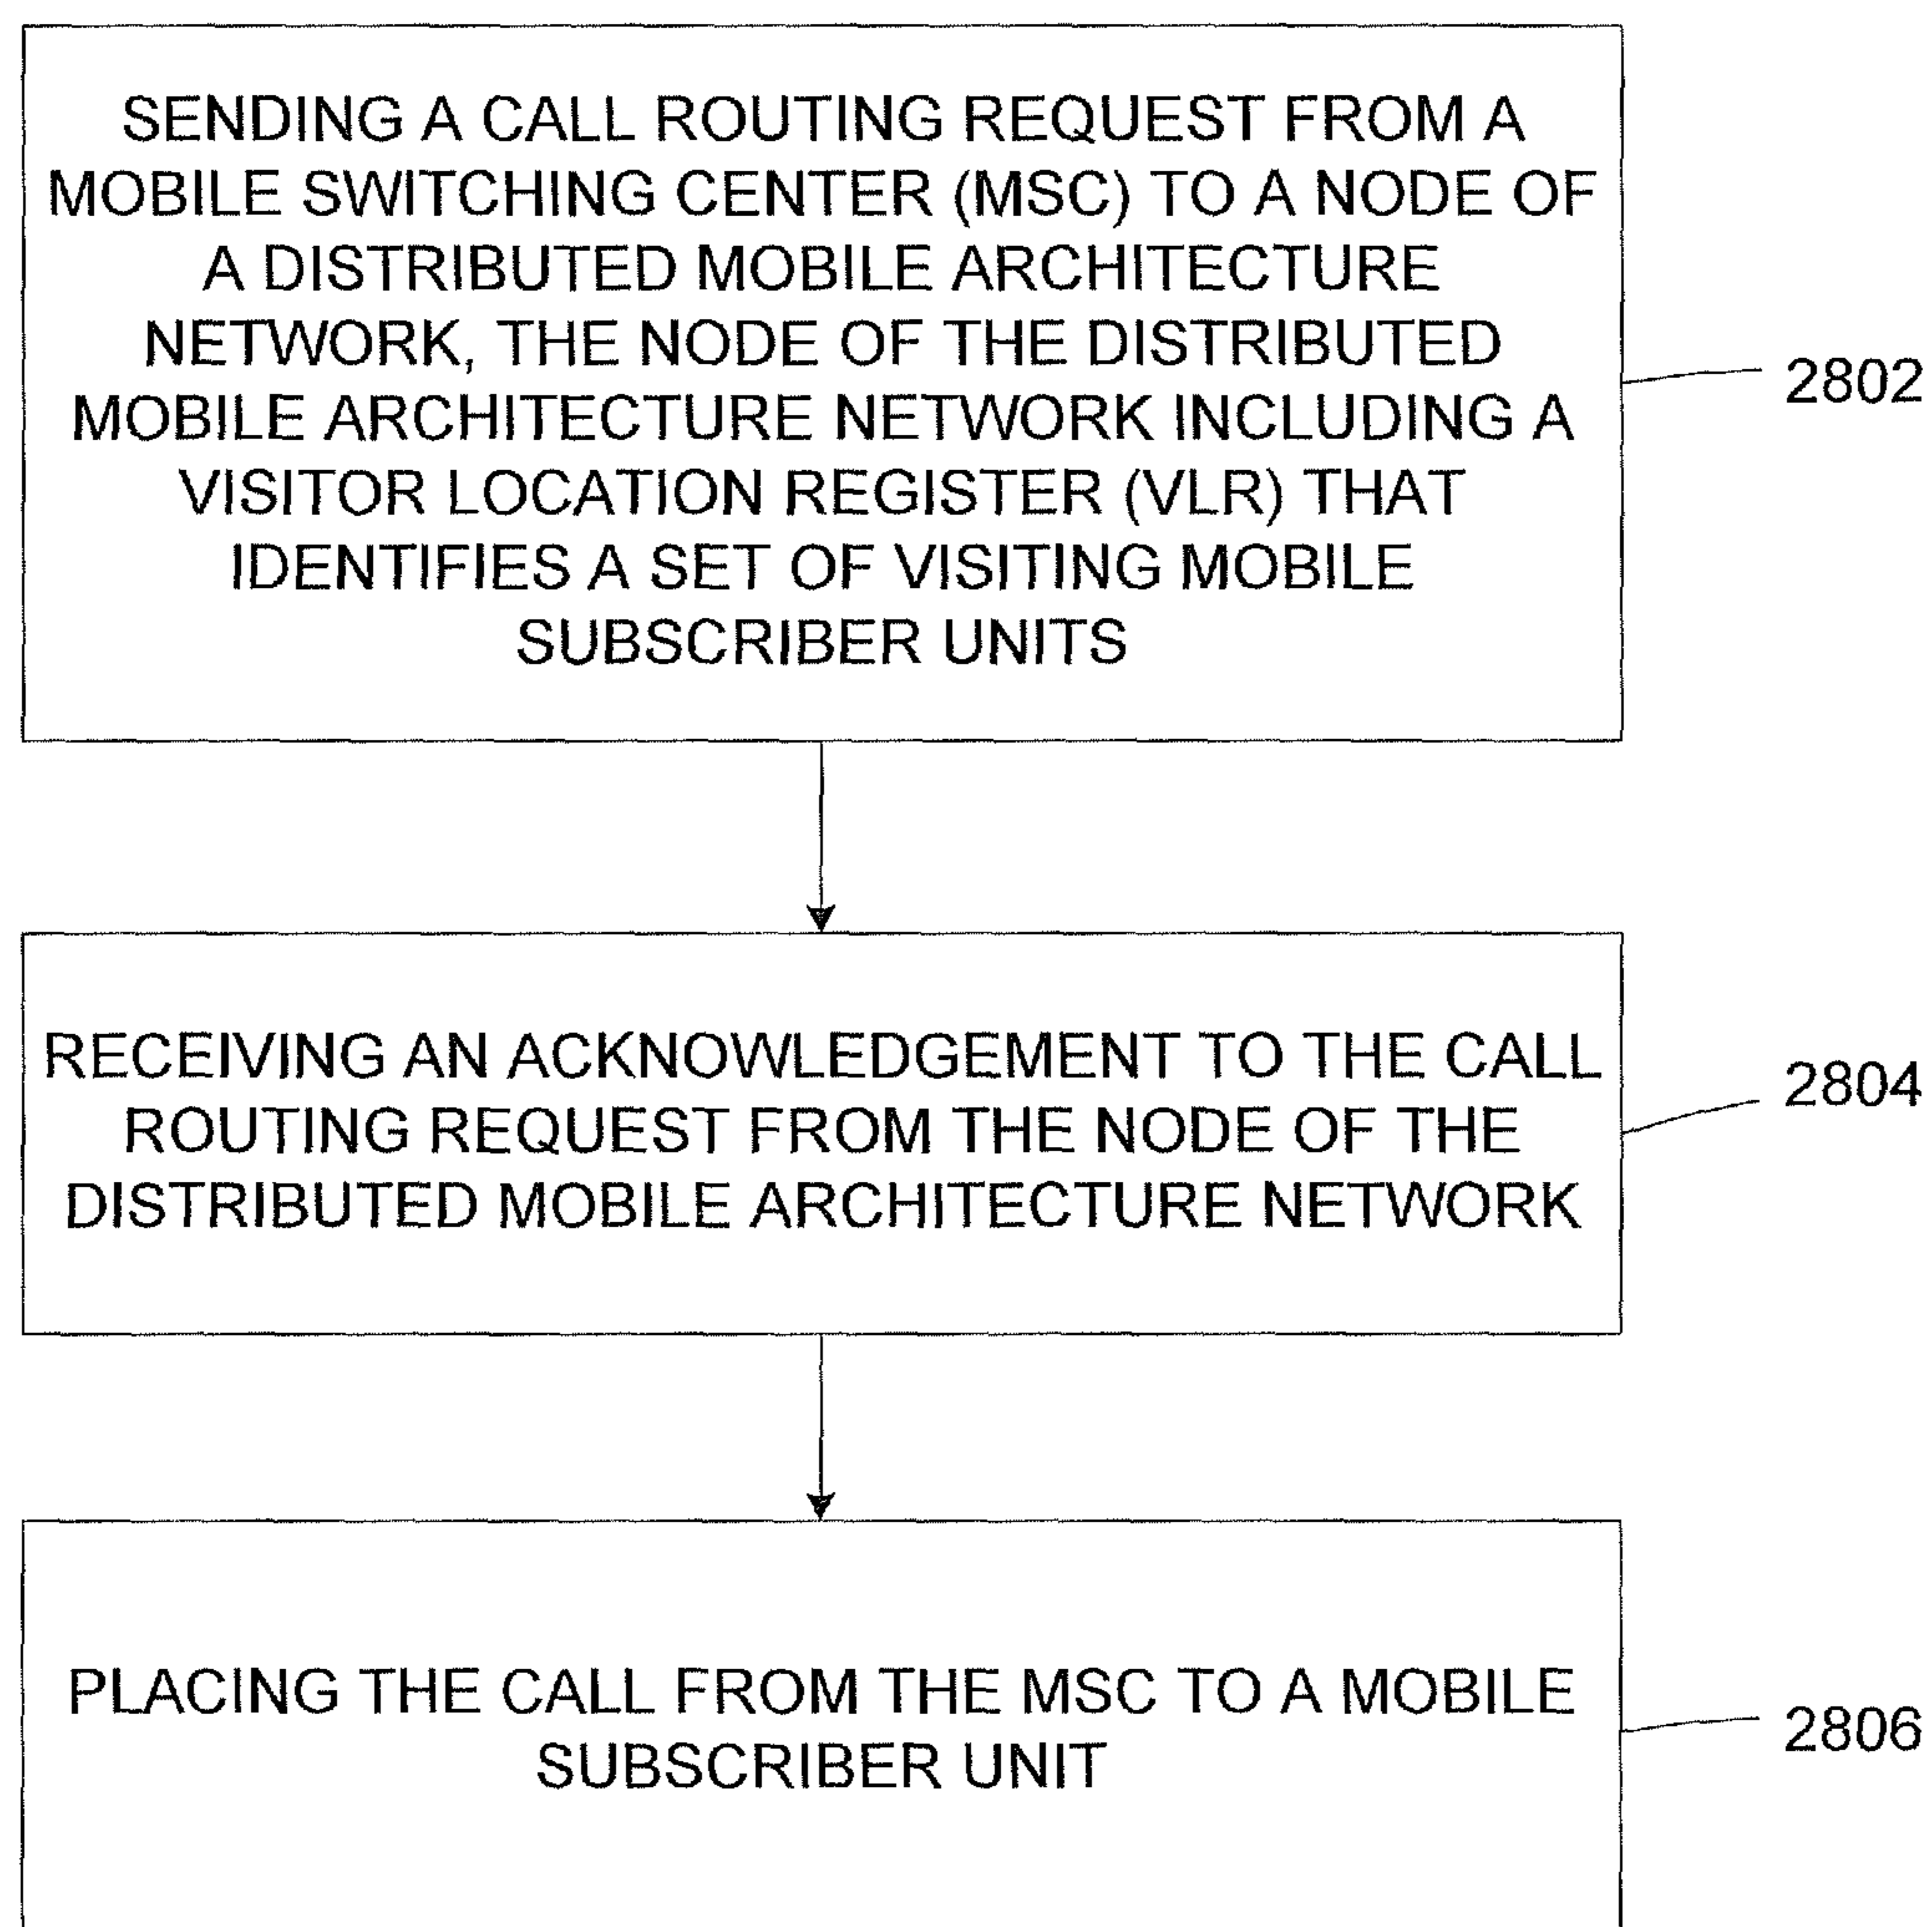 SENDING A CALL ROUTING REQUEST FROM A
MOBILE SWITCHING CENTER (MSC) TO A NODE OF
A DISTRIBUTED MOBILE ARCHITECTURE
NETWORK, THE NODE OF THE DISTRIBUTED
MOBILE ARCHITECTURE NETWORK INCLUDING A
VISITOR LOCATION REGISTER (VLR) THAT
IDENTIFIES A SET OF VISITING MOBILE
SUBSCRIBER UNITS
2802
RECEIVING AN ACKNOWLEDGEMENT TO THE CALL
ROUTING REQUEST FROM THE NODE OF THE
DISTRIBUTED MOBILE ARCHITECTURE NETWORK
2804
PLACING THE CALL FROM THE MSC TO A MOBILE
SUBSCRIBER UNIT
2806